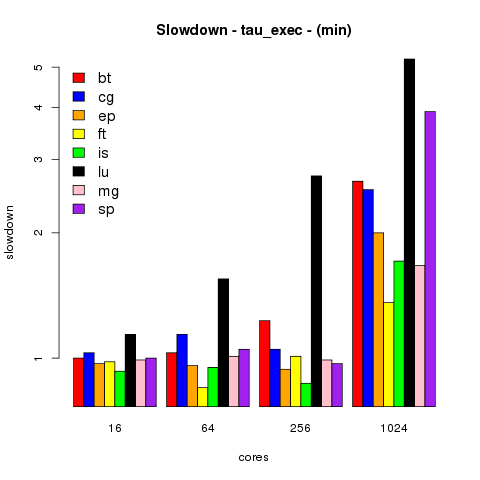 Slowdown - tau_exec - (min)
5
4
3
2
1
slowdown
bt
cg
ep
ft
is
lu
mg
sp
16 64 256 1024
cores